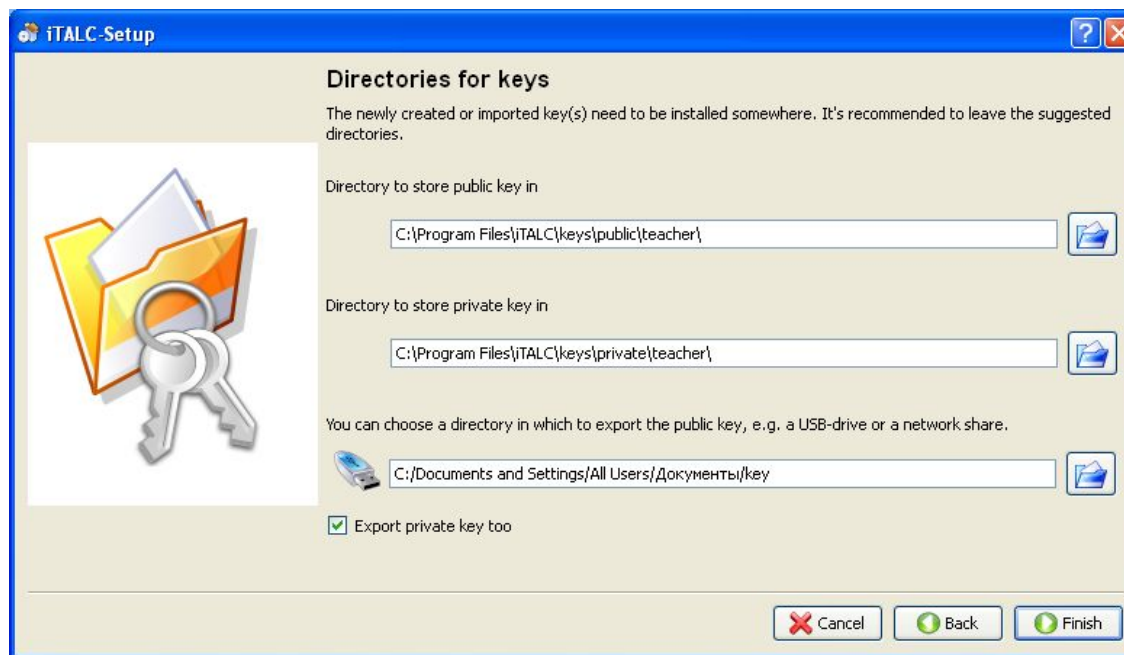 iTALC-Setup
Directories for keys
The newly created or imported key(s) need to be installed somewhere. It's recommended to leave the suggested
directories.
Directory to store public key in
C:\Program Files\iTALC\keys\public\teacher\
Directory to store private key in
C:\Program Files\iTALC\keys\private\teacher\
You can choose a directory in which to export the public key, e.g. a USB-drive or a network share.
C:/Documents and Settings/All Users/Документы/key
Export private key too
Cancel Back Finish